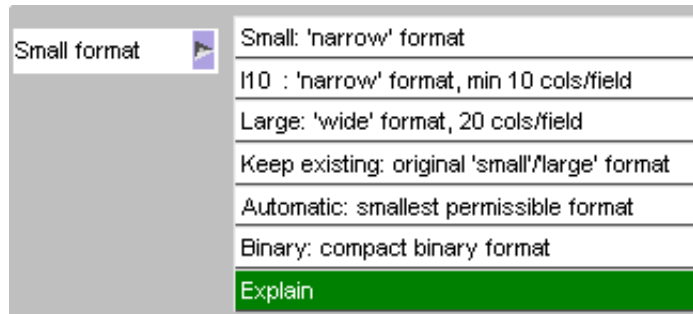 Small format
Small: 'narrow' format
I10 : 'narrow' format, min 10 cols/field
Large: 'wide' format, 20 cols/field
Keep existing: original 'small'/'large' format
Automatic: smallest permissible format
Binary: compact binary format
Explain